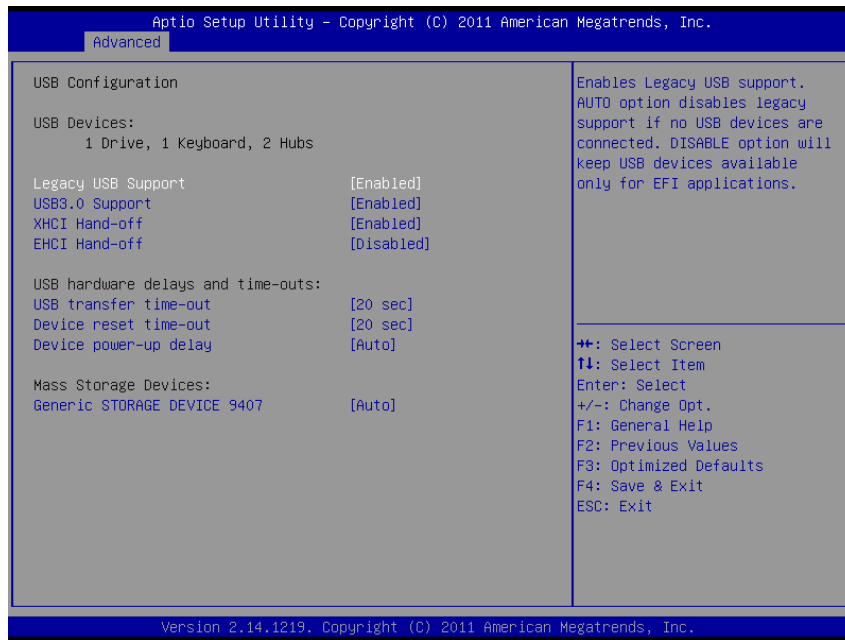 Aptio Setup Utility – Copyright (C) 2011 American Megatrends, Inc.
Advanced
USB Configuration
USB Devices:
1 Drive, 1 Keyboard, 2 Hubs
Legacy USB Support [Enabled]
USB3.0 Support [Enabled]
XHCI Hand-off [Enabled]
EHCI Hand-off [Disabled]
USB hardware delays and time-outs:
USB transfer time-out [20 sec]
Device reset time-out [20 sec]
Device power-up delay [Auto]
Mass Storage Devices:
Generic STORAGE DEVICE 9407 [Auto]
Enables Legacy USB support.
AUTO option disables legacy
support if no USB devices are
connected. DISABLE option will
keep USB devices available
only for EFI applications.
→←: Select Screen
↑↓: Select Item
Enter: Select
+/-: Change Opt.
F1: General Help
F2: Previous Values
F3: Optimized Defaults
F4: Save & Exit
ESC: Exit
Version 2.14.1219. Copyright (C) 2011 American Megatrends, Inc.